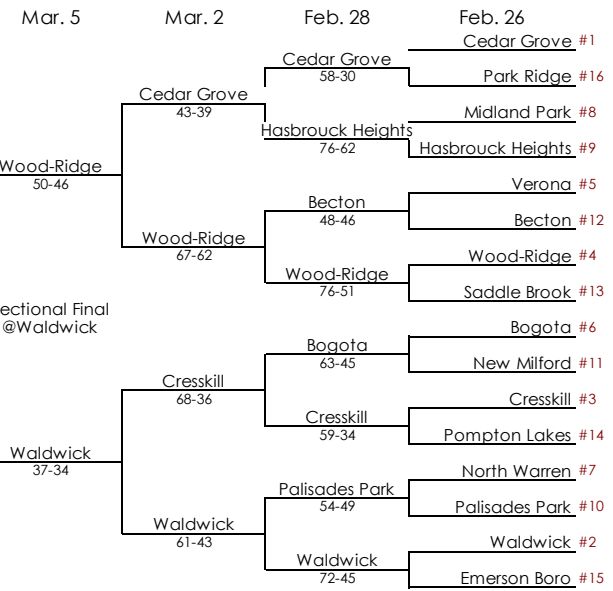 Mar. 5 Mar. 2 Feb. 28 Feb. 26
Cedar Grove #1
Cedar Grove
58-30
Park Ridge #16
Cedar Grove
43-39
Midland Park #8
Hasbrouck Heights
76-62
Hasbrouck Heights #9
Wood-Ridge
50-46
Verona #5
Becton
48-46
Becton #12
Wood-Ridge
67-62
Wood-Ridge #4
Wood-Ridge
76-51
Saddle Brook #13
ectional Final
@Waldwick
Bogota #6
Bogota
63-45
New Milford #11
Cresskill
68-36
Cresskill #3
Cresskill
59-34
Pompton Lakes #14
Waldwick
37-34
North Warren #7
Palisades Park
54-49
Palisades Park #10
Waldwick
61-43
Waldwick #2
Waldwick
72-45
Emerson Boro #15